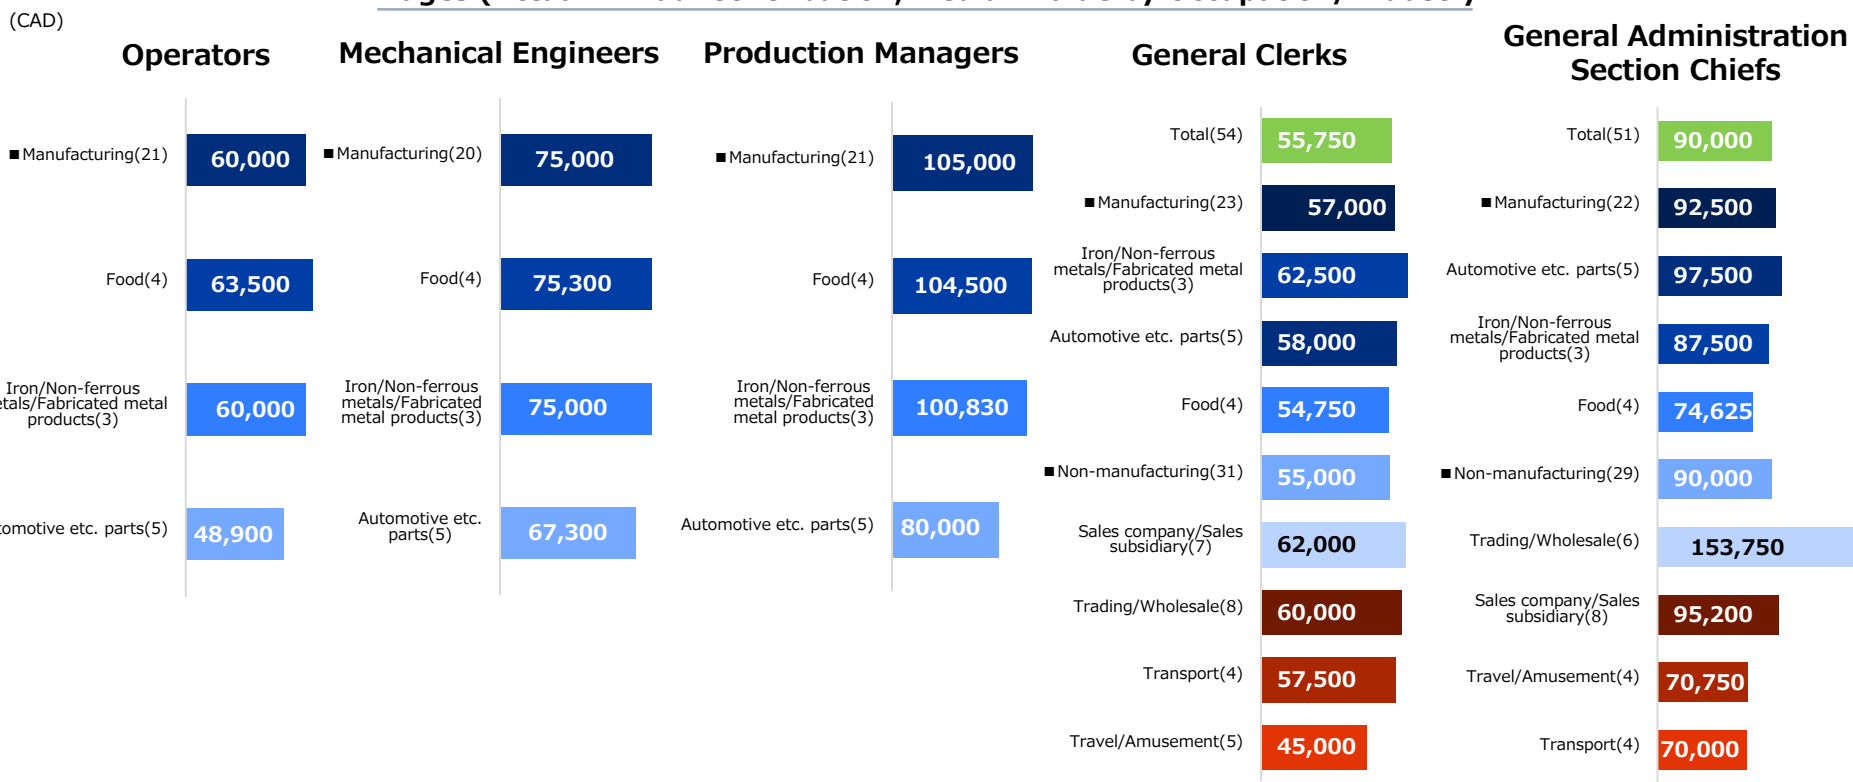 (CAD)
Operators
■Manufacturing(21)
60,000
Food(4)
63,500
Iron/Non-ferrous
metals/Fabricated metal
products(3)
60,000
etc. parts(5)
48,900
Mechanical Engineers
■Manufacturing(20)
75,000
Food(4)
75,300
Iron/Non-ferrous
metals/Fabricated
metal products(3)
75,000
Automotive etc.
parts(5)
67,300
Production Managers
■Manufacturing(21)
105,000
Food(4)
104,500
Iron/Non-ferrous
metals/Fabricated
metal products(3)
100,830
Automotive etc. parts(5)
80,000
General Clerks
Total(54)
55,750
■Manufacturing(23)
57,000
Iron/Non-ferrous
metals/Fabricated metal
products(3)
62,500
Automotive etc. parts(5)
58,000
Food(4)
54,750
■Non-manufacturing(31)
55,000
Sales company/Sales
subsidiary(7)
62,000
Trading/Wholesale(8)
60,000
Transport(4)
57,500
Travel/Amusement(5)
45,000
General Administration
Section Chiefs
Total(51)
90,000
■Manufacturing(22)
92,500
Automotive etc. parts(5)
97,500
Iron/Non-ferrous
metals/Fabricated metal
products(3)
87,500
Food(4)
74,625
■Non-manufacturing(29)
90,000
Trading/Wholesale(6)
153,750
Sales company/Sales
subsidiary(8)
95,200
Travel/Amusement(4)
70,750
Transport(4)
70,000